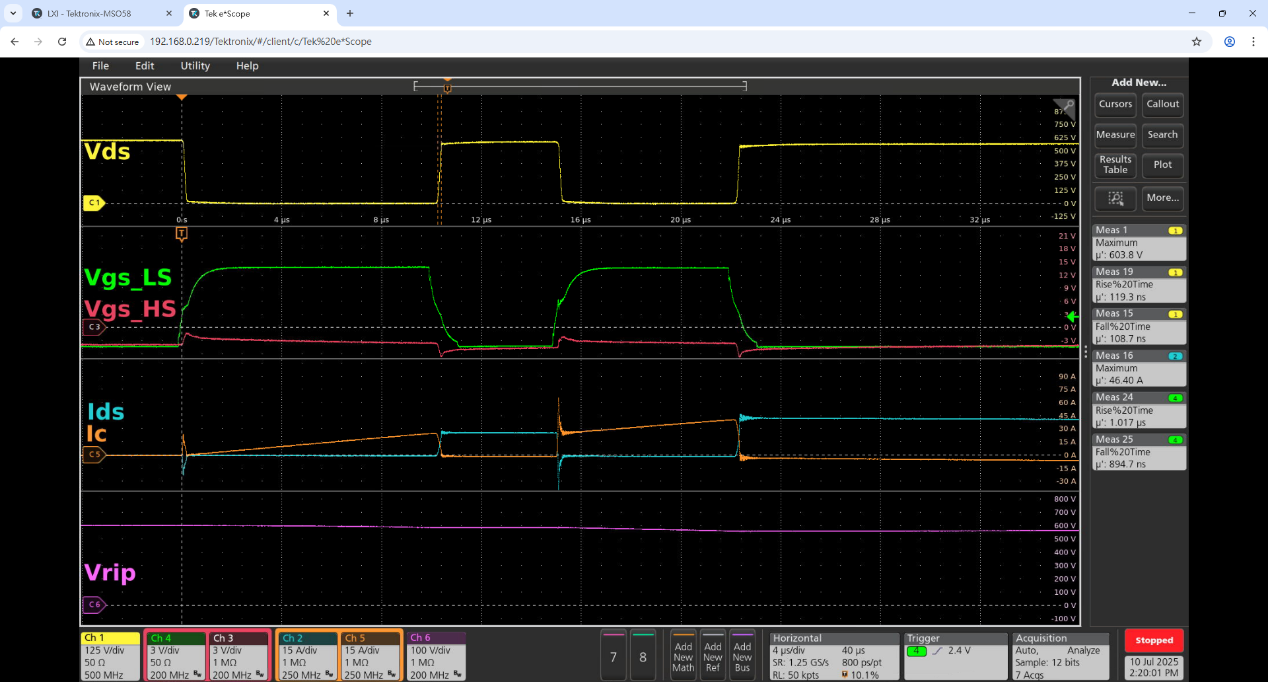 LXI - Tektronix-MSO58
Tek e*Scope
Not secure
192.168.0.219/Tektronix/#/client/c/Tek%20e*Scope
File Edit Utility Help
Waveform View
Add New...
Cursors Callout
Measure Search
Results Table Plot
More...
Vds
C 1
750 V
625 V
500 V
375 V
250 V
125 V
0 V
-125 V
0 s 4 µs 8 µs 12 µs 16 µs 20 µs 24 µs 28 µs 32 µs
T
Vgs_LS
Vgs_HS
C 3
21 V
18 V
15 V
12 V
9 V
6 V
0 V
-3 V
Ids
Ic
C 5
90 A
75 A
60 A
45 A
30 A
15 A
0 A
-15 A
-30 A
Vrip
C 6
800 V
700 V
600 V
500 V
400 V
300 V
200 V
100 V
0 V
-100 V
Meas 1 1
Maximum
µ': 603.8 V
Meas 19 1
Rise%20Time
µ': 119.3 ns
Meas 15 1
Fall%20Time
µ': 108.7 ns
Meas 16 2
Maximum
µ': 46.40 A
Meas 24 4
Rise%20Time
µ': 1.017 µs
Meas 25 4
Fall%20Time
µ': 894.7 ns
Ch 1
125 V/div
50 Ω
500 MHz
Ch 4
3 V/div
50 Ω
200 MHz
Ch 3
3 V/div
1 MΩ
200 MHz
Ch 2
15 A/div
1 MΩ
250 MHz
Ch 5
15 A/div
1 MΩ
250 MHz
Ch 6
100 V/div
1 MΩ
200 MHz
7
8
Add New Math
Add New Ref
Add New Bus
Horizontal
4 µs/div 40 µs
SR: 1.25 GS/s 800 ps/pt
RL: 50 kpts 10.1%
Trigger
4 2.4 V
Acquisition
Auto, Analyze
Sample: 12 bits
7 Acqs
Stopped
10 Jul 2025
2:20:01 PM